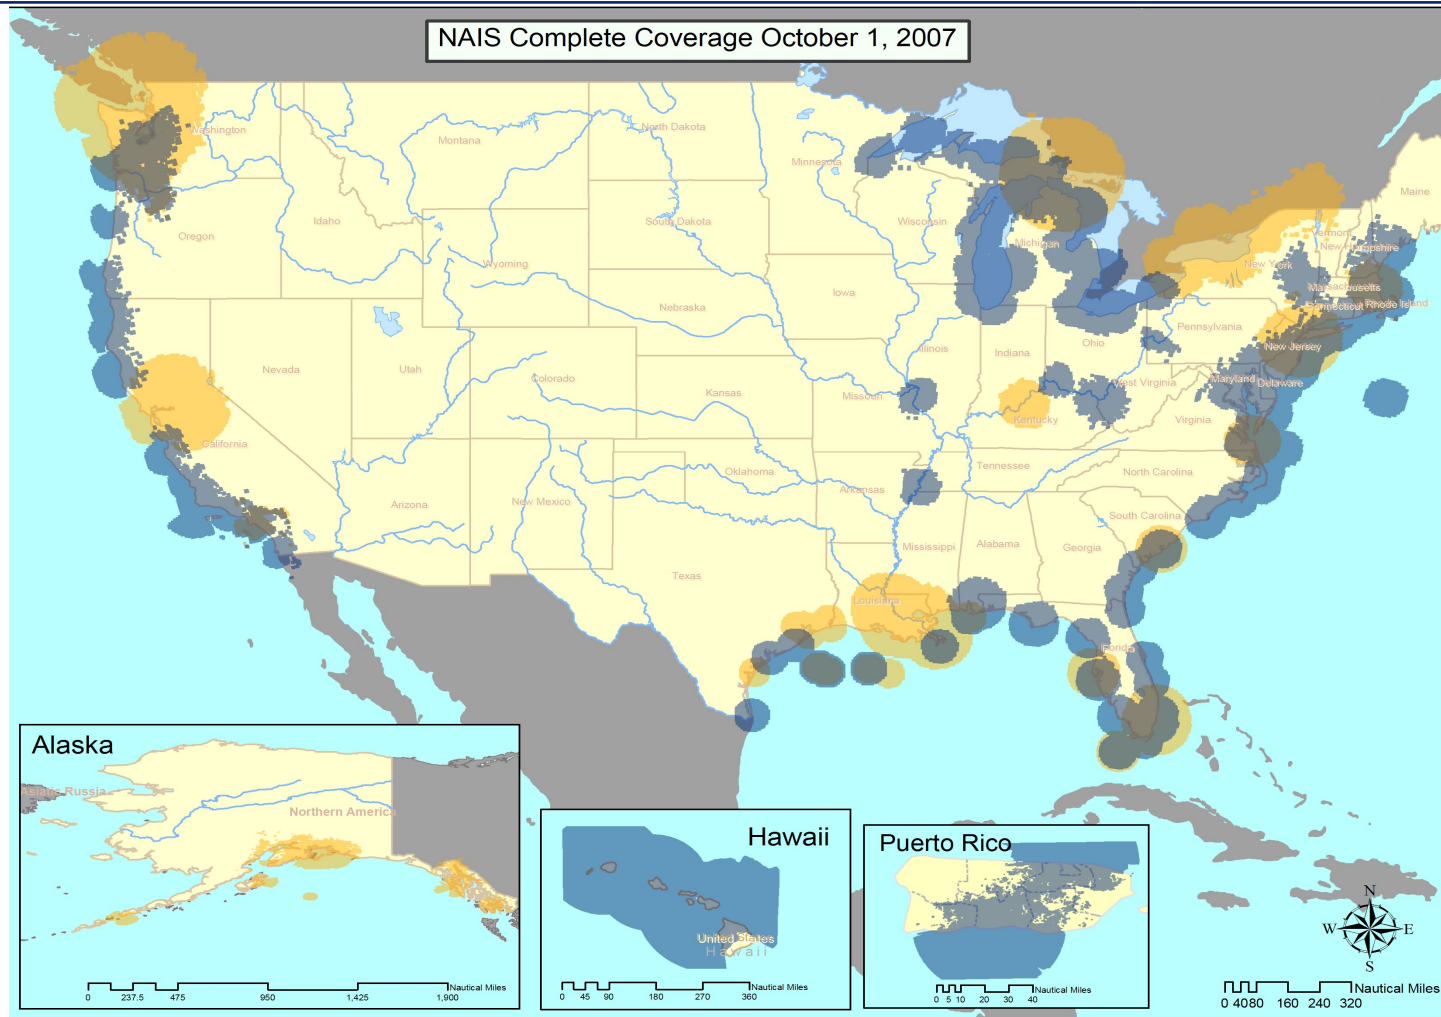 NAIS Complete Coverage October 1, 2007
Washington
Montana
North Dakota
Minnesota
Maine
Oregon
Idaho
South Dakota
Wisconsin
Michigan
Vermont
New Hampshire
New York
Massachusetts
Connecticut Rhode Island
Wyoming
Nebraska
Iowa
Illinois
Indiana
Ohio
Pennsylvania
New Jersey
Nevada
Utah
Colorado
Kansas
Missouri
Kentucky
West Virginia
Maryland
Delaware
Virginia
California
Arizona
New Mexico
Oklahoma
Arkansas
Tennessee
North Carolina
South Carolina
Texas
Louisiana
Mississippi
Alabama
Georgia
Florida
Alaska
Asian Russia
Northern America
0 237.5 475 950 1,425 1,900
Nautical Miles
Hawaii
United States
Hawaii
0 45 90 180 270 360
Nautical Miles
Puerto Rico
0 5 10 20 30 40
Nautical Miles
N
W E
S
0 40 80 160 240 320
Nautical Miles